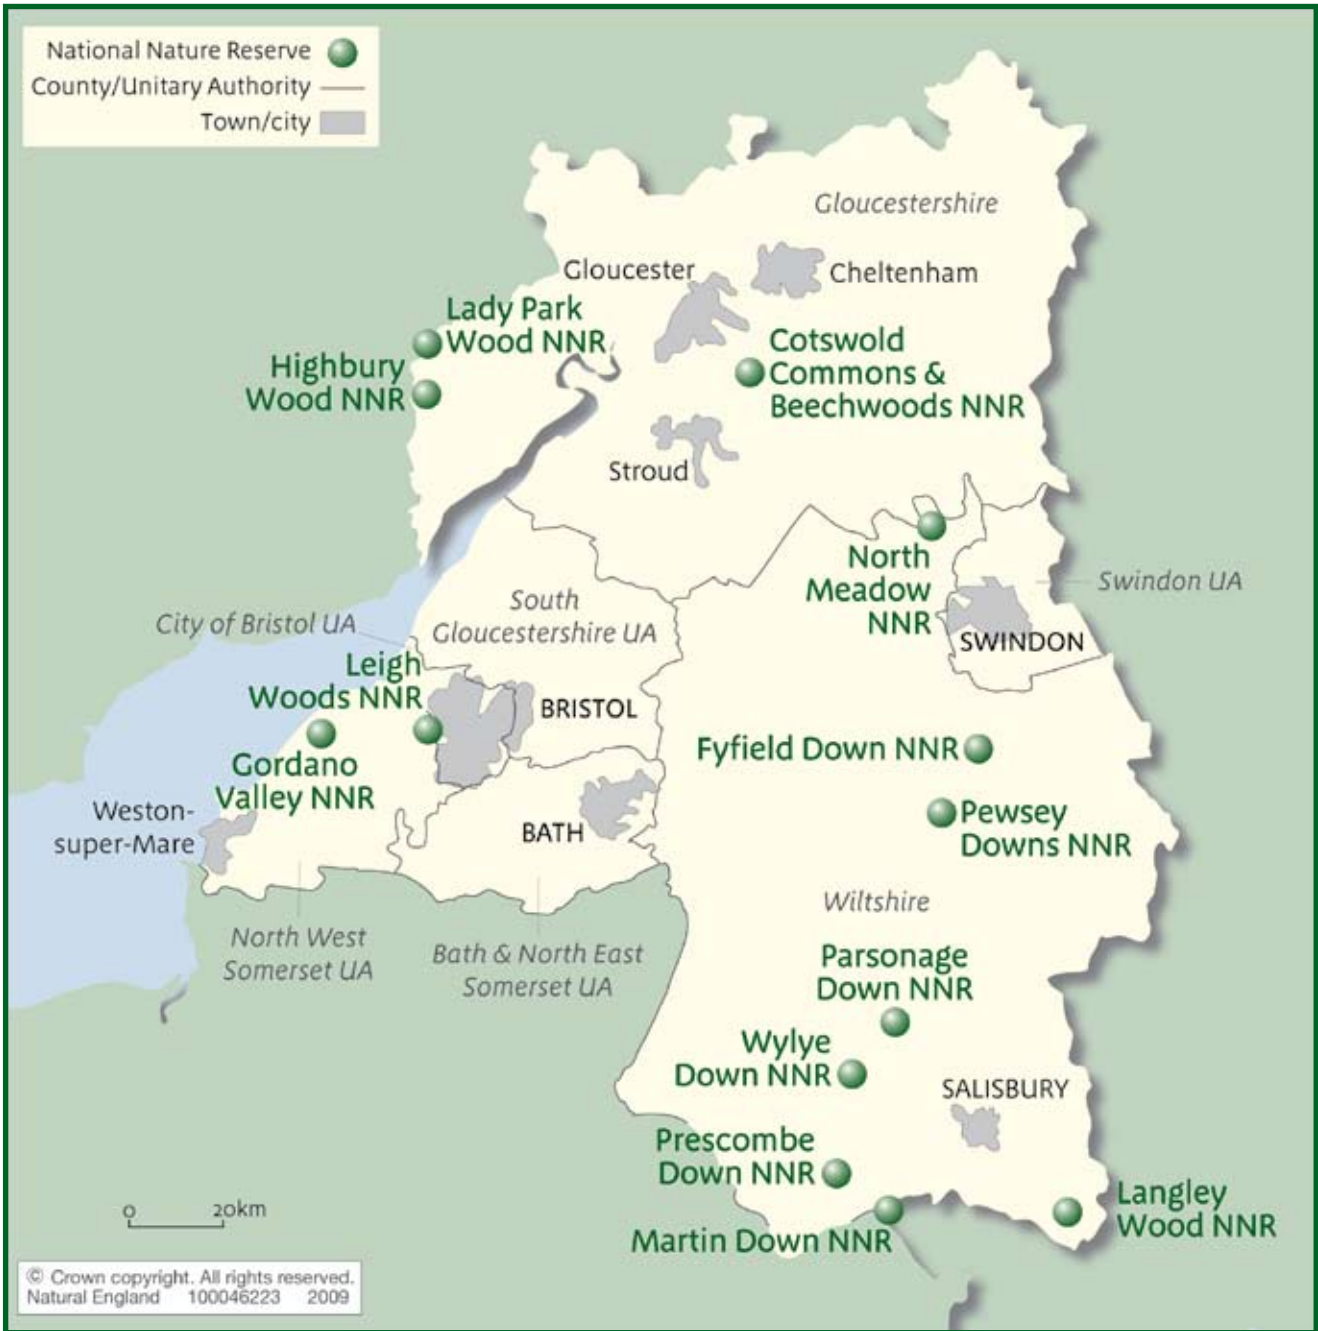 National Nature Reserve
County/Unitary Authority
Town/city
Gloucestershire
Gloucester
Cheltenham
Lady Park
Wood NNR
Highbury
Wood NNR
Cotswold
Commons &
Beechwoods NNR
Stroud
North
Meadow
NNR
Swindon UA
SWINDON
City of Bristol UA
South
Gloucestershire UA
Leigh
Woods NNR
BRISTOL
Gordano
Valley NNR
Fyfield Down NNR
Weston-
super-Mare
BATH
Pewsey
Downs NNR
Wiltshire
North West
Somerset UA
Bath & North East
Somerset UA
Parsonage
Down NNR
Wylye
Down NNR
SALISBURY
Prescombe
Down NNR
Langley
Wood NNR
Martin Down NNR
0 20km
© Crown copyright. All rights reserved.
Natural England 100046223 2009